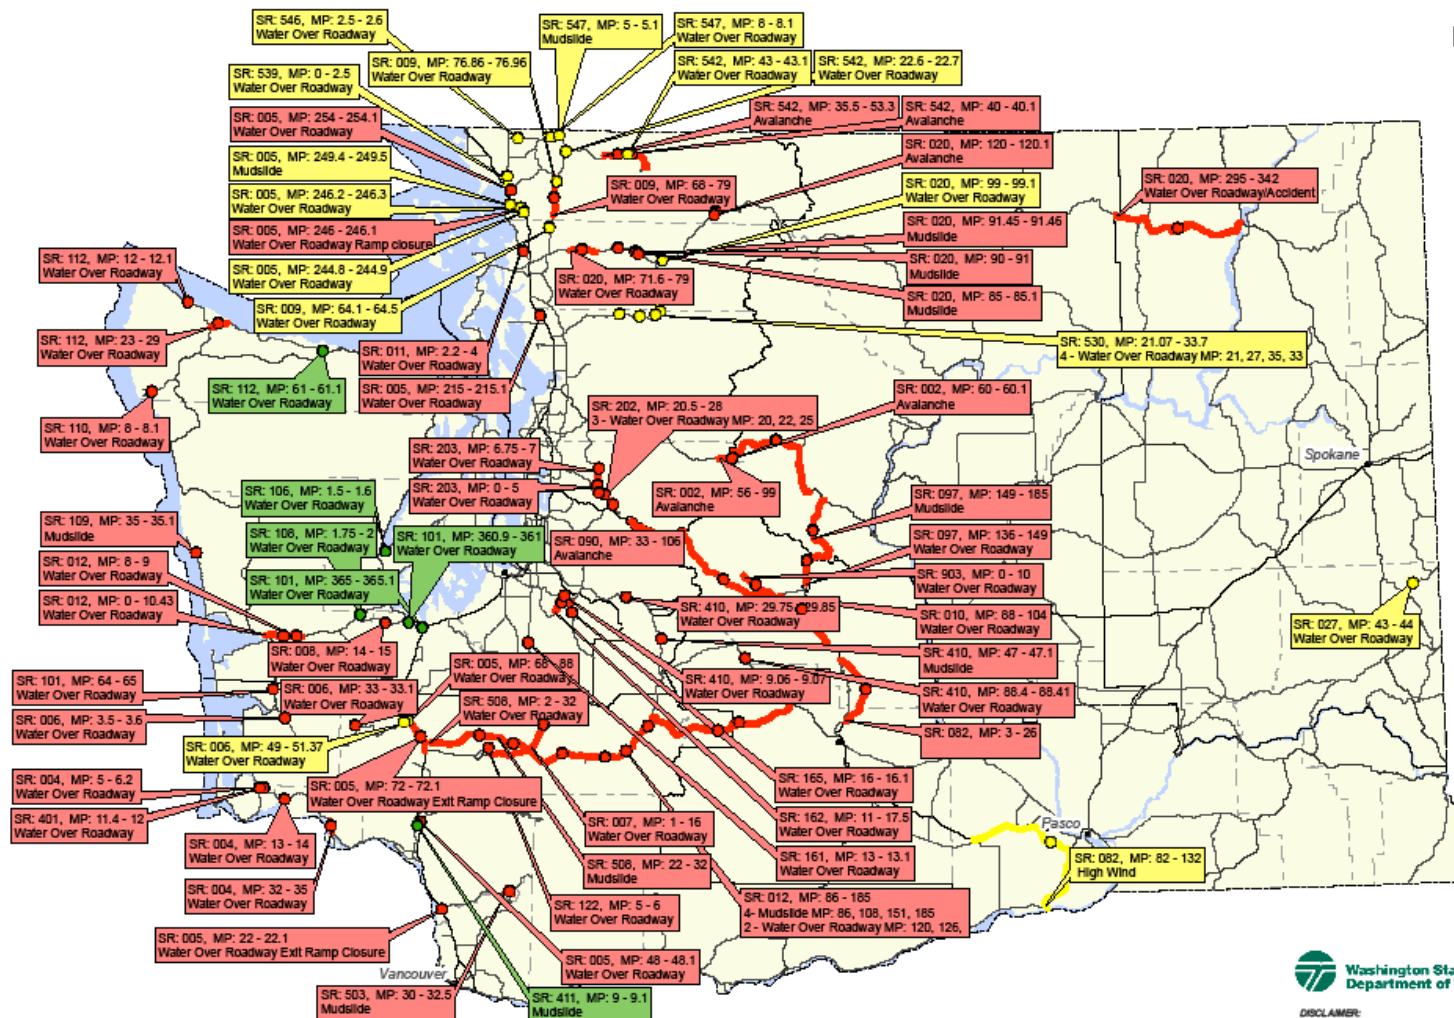 SR: 546, MP: 2.5 - 2.6
Water Over Roadway
SR: 547, MP: 5 - 5.1
Mudslide
SR: 547, MP: 8 - 8.1
Water Over Roadway
SR: 009, MP: 76.86 - 76.96
Water Over Roadway
SR: 542, MP: 43 - 43.1
Water Over Roadway
SR: 542, MP: 22.6 - 22.7
Water Over Roadway
SR: 539, MP: 0 - 2.5
Water Over Roadway
SR: 005, MP: 254 - 254.1
Water Over Roadway
SR: 542, MP: 35.5 - 53.3
Avalanche
SR: 542, MP: 40 - 40.1
Avalanche
SR: 005, MP: 249.4 - 249.5
Mudslide
SR: 020, MP: 120 - 120.1
Avalanche
SR: 005, MP: 246.2 - 246.3
Water Over Roadway
SR: 009, MP: 68 - 79
Water Over Roadway
SR: 020, MP: 99 - 99.1
Water Over Roadway
SR: 020, MP: 295 - 342
Water Over Roadway/Accident
SR: 005, MP: 246 - 246.1
Water Over Roadway Ramp closure
SR: 020, MP: 91.45 - 91.46
Mudslide
SR: 112, MP: 12 - 12.1
Water Over Roadway
SR: 005, MP: 244.8 - 244.9
Water Over Roadway
SR: 020, MP: 71.6 - 79
Water Over Roadway
SR: 020, MP: 90 - 91
Mudslide
SR: 009, MP: 64.1 - 64.5
Water Over Roadway
SR: 020, MP: 85 - 85.1
Mudslide
SR: 112, MP: 23 - 29
Water Over Roadway
SR: 011, MP: 2.2 - 4
Water Over Roadway
SR: 530, MP: 21.07 - 33.7
4 - Water Over Roadway MP: 21, 27, 35, 33
SR: 112, MP: 61 - 61.1
Water Over Roadway
SR: 005, MP: 215 - 215.1
Water Over Roadway
SR: 002, MP: 60 - 60.1
Avalanche
SR: 202, MP: 20.5 - 28
3 - Water Over Roadway MP: 20, 22, 25
SR: 110, MP: 8 - 8.1
Water Over Roadway
SR: 203, MP: 6.75 - 7
Water Over Roadway
Spokane
SR: 203, MP: 0 - 5
Water Over Roadway
SR: 002, MP: 56 - 99
Avalanche
SR: 106, MP: 1.5 - 1.6
Water Over Roadway
SR: 097, MP: 149 - 185
Mudslide
SR: 109, MP: 35 - 35.1
Mudslide
SR: 108, MP: 1.75 - 2
Water Over Roadway
SR: 101, MP: 360.9 - 361
Water Over Roadway
SR: 090, MP: 33 - 106
Avalanche
SR: 097, MP: 136 - 149
Water Over Roadway
SR: 012, MP: 8 - 9
Water Over Roadway
SR: 101, MP: 365 - 365.1
Water Over Roadway
SR: 903, MP: 0 - 10
Water Over Roadway
SR: 012, MP: 0 - 10.43
Water Over Roadway
SR: 410, MP: 29.75 - 29.85
Water Over Roadway
SR: 010, MP: 88 - 104
Water Over Roadway
SR: 027, MP: 43 - 44
Water Over Roadway
SR: 008, MP: 14 - 15
Water Over Roadway
SR: 410, MP: 47 - 47.1
Mudslide
SR: 005, MP: 68 - 88
Water Over Roadway
SR: 101, MP: 64 - 65
Water Over Roadway
SR: 006, MP: 33 - 33.1
Water Over Roadway
SR: 410, MP: 9.06 - 9.07
Water Over Roadway
SR: 410, MP: 88.4 - 88.41
Water Over Roadway
SR: 508, MP: 2 - 32
Water Over Roadway
SR: 006, MP: 3.5 - 3.6
Water Over Roadway
SR: 082, MP: 3 - 26
Water Over Roadway
SR: 006, MP: 49 - 51.37
Water Over Roadway
SR: 004, MP: 5 - 6.2
Water Over Roadway
SR: 005, MP: 72 - 72.1
Water Over Roadway Exit Ramp Closure
SR: 165, MP: 16 - 16.1
Water Over Roadway
SR: 401, MP: 11.4 - 12
Water Over Roadway
SR: 007, MP: 1 - 16
Water Over Roadway
SR: 162, MP: 11 - 17.5
Water Over Roadway
Pasco
SR: 004, MP: 13 - 14
Water Over Roadway
SR: 508, MP: 22 - 32
Mudslide
SR: 161, MP: 13 - 13.1
Water Over Roadway
SR: 082, MP: 82 - 132
High Wind
SR: 004, MP: 32 - 35
Water Over Roadway
SR: 122, MP: 5 - 6
Water Over Roadway
SR: 012, MP: 86 - 185
4- Mudslide MP: 86, 108, 151, 185
2 - Water Over Roadway MP: 120, 126,
SR: 005, MP: 22 - 22.1
Water Over Roadway Exit Ramp Closure
SR: 005, MP: 48 - 48.1
Water Over Roadway
Vancouver
SR: 503, MP: 30 - 32.5
Mudslide
SR: 411, MP: 9 - 9.1
Mudslide
Washington Sta
Department of
DISCLAIMER: